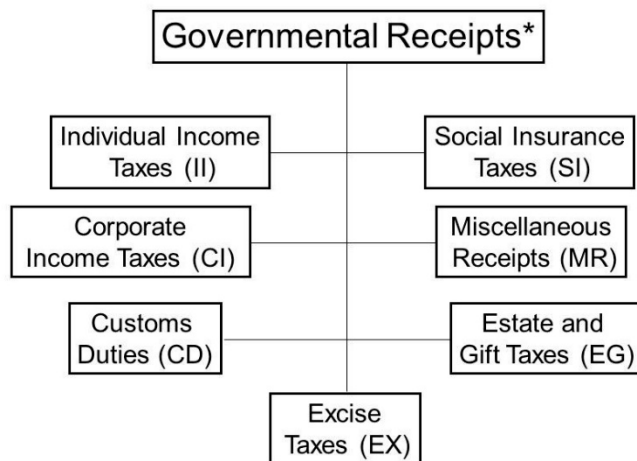 Governmental Receipts*
Individual Income
Taxes (II)
Social Insurance
Taxes (SI)
Corporate
Income Taxes (CI)
Miscellaneous
Receipts (MR)
Customs
Duties (CD)
Estate and
Gift Taxes (EG)
Excise
Taxes (EX)